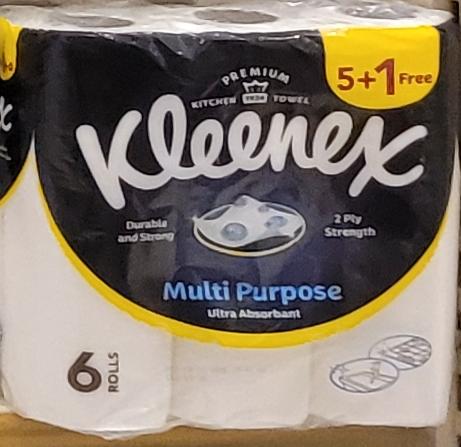 PREMIUM
KITCHEN 1924 TOWEL
5+1 Free
Kleenex
Durable
and Strong
2 Ply
Strength
Multi Purpose
Ultra Absorbant
6 ROLLS